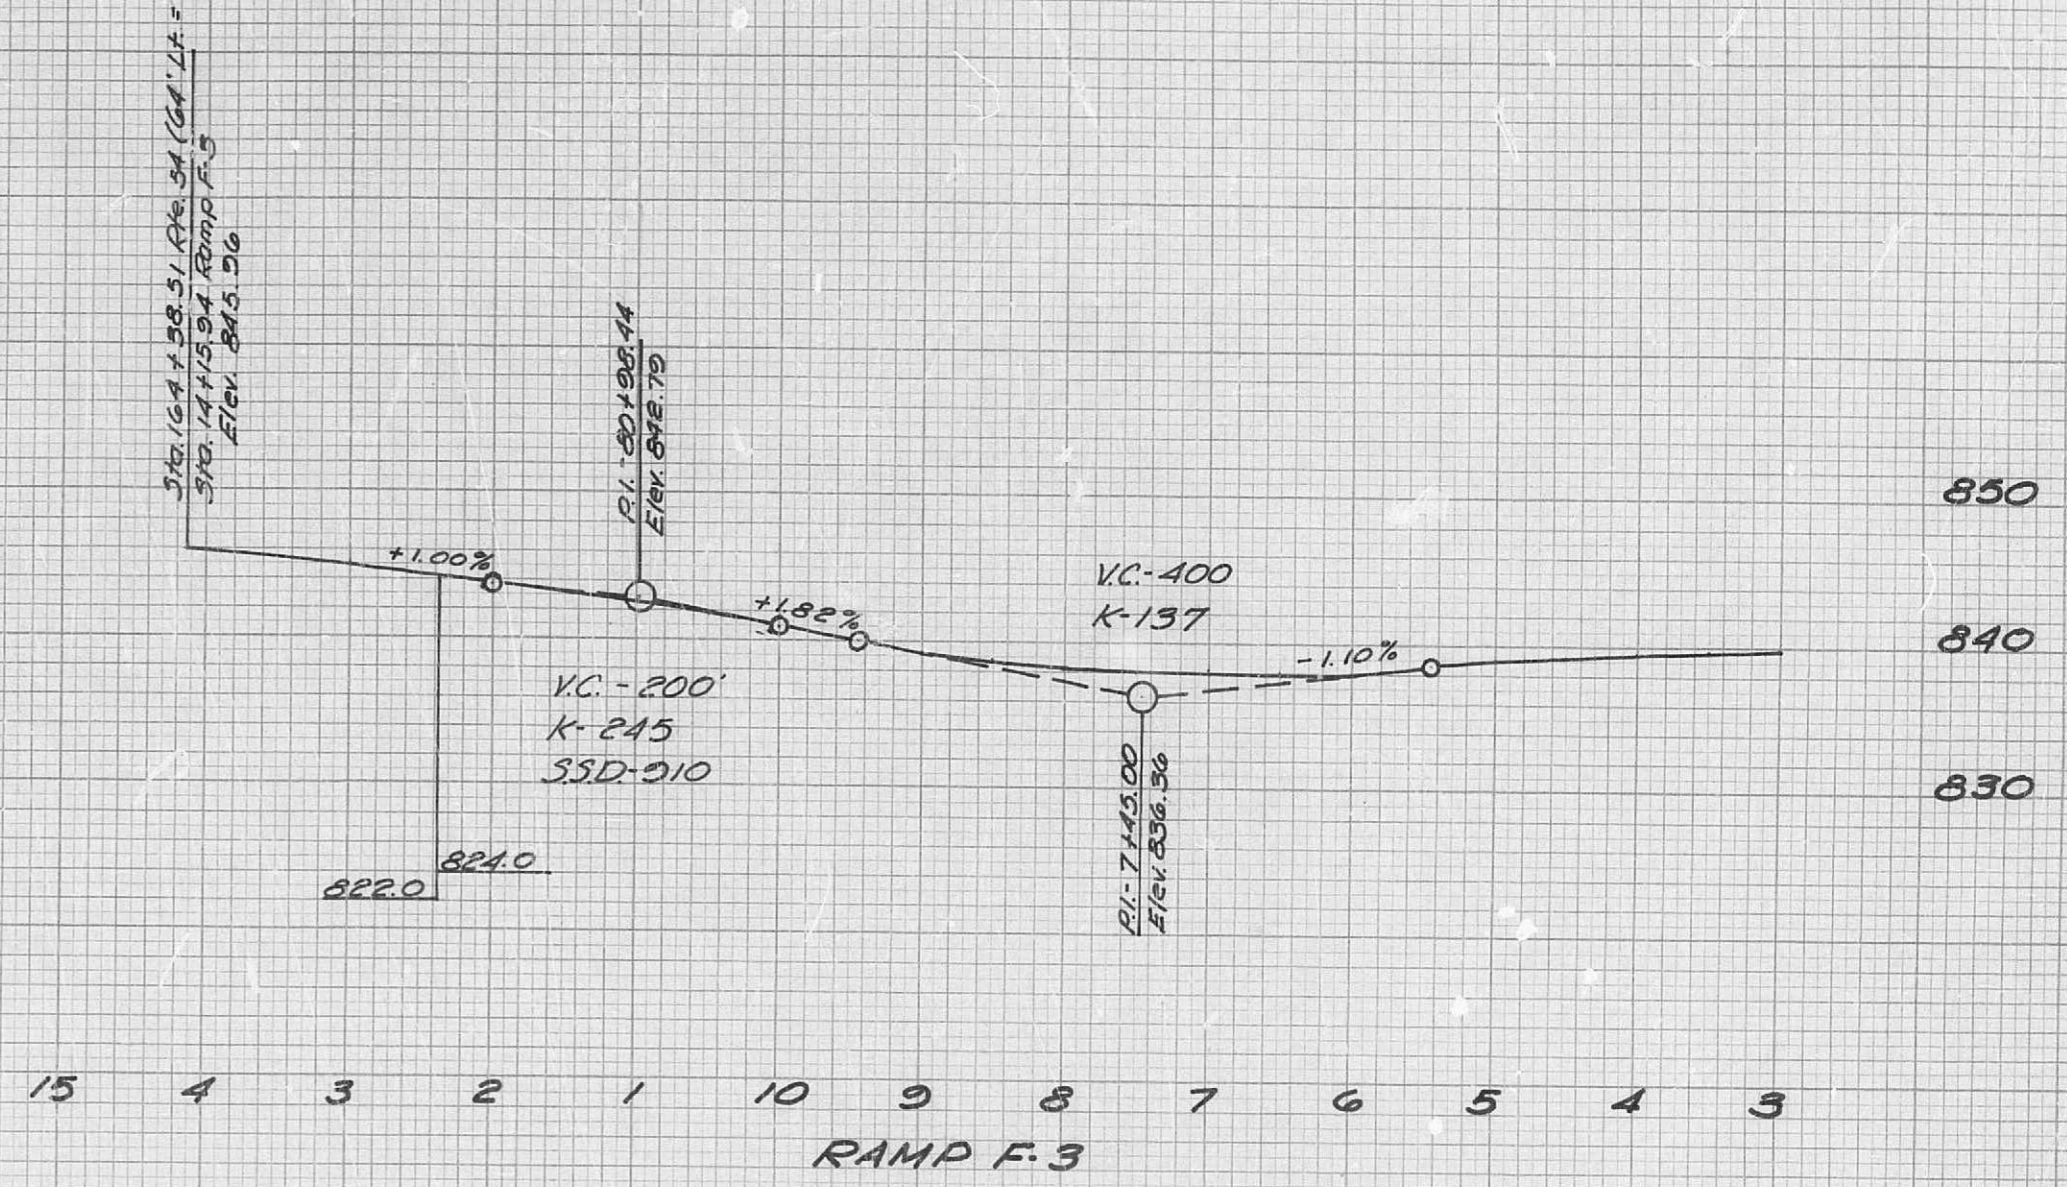 Sta. 164+38.51 Rte. 34 (64' Lt. =
Sta. 14+15.94 Ramp F-3
Elev. 845.96
P.I.-80+98.44
Elev. 842.79
850
+1.00%
V.C.-400
+1.82%
K-137
840
-1.10%
V.C. - 200'
K-245
S.S.D.-910
830
P.I.-7+45.00
Elev. 836.36
824.0
822.0
15 4 3 2 1 10 9 8 7 6 5 4 3
RAMP F-3